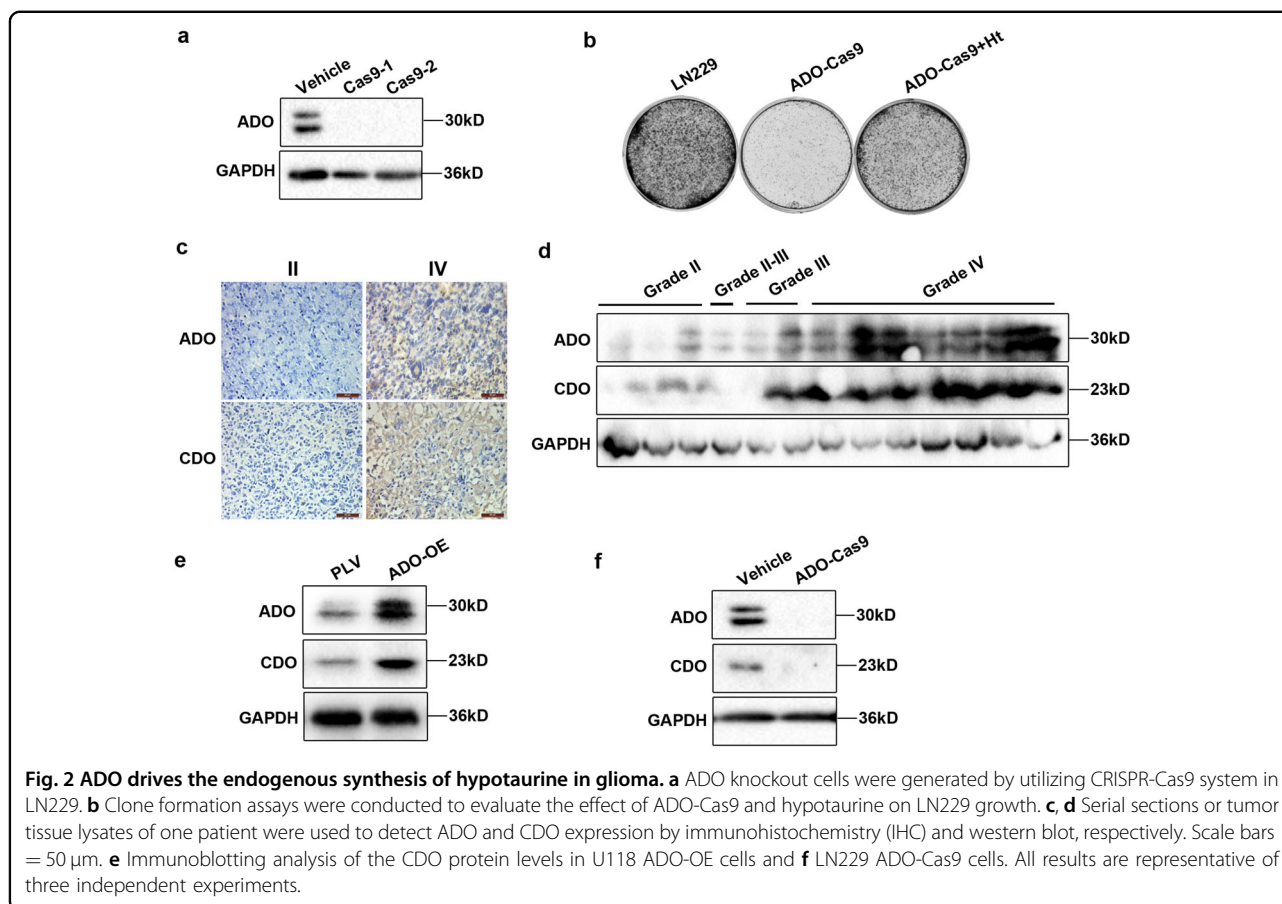 a
Vehicle Cas9-1 Cas9-2
ADO 30kD
GAPDH 36kD
b
LN229 ADO-Cas9 ADO-Cas9+Ht
c
II IV
ADO
CDO
d
Grade II Grade II-III Grade III Grade IV
ADO 30kD
CDO 23kD
GAPDH 36kD
e
PLV ADO-OE
ADO 30kD
CDO 23kD
GAPDH 36kD
f
Vehicle ADO-Cas9
ADO 30kD
CDO 23kD
GAPDH 36kD
Fig. 2 ADO drives the endogenous synthesis of hypotaurine in glioma. a ADO knockout cells were generated by utilizing CRISPR-Cas9 system in
LN229. b Clone formation assays were conducted to evaluate the effect of ADO-Cas9 and hypotaurine on LN229 growth. c, d Serial sections or tumor
tissue lysates of one patient were used to detect ADO and CDO expression by immunohistochemistry (IHC) and western blot, respectively. Scale bars
= 50 μm. e Immunoblotting analysis of the CDO protein levels in U118 ADO-OE cells and f LN229 ADO-Cas9 cells. All results are representative of
three independent experiments.